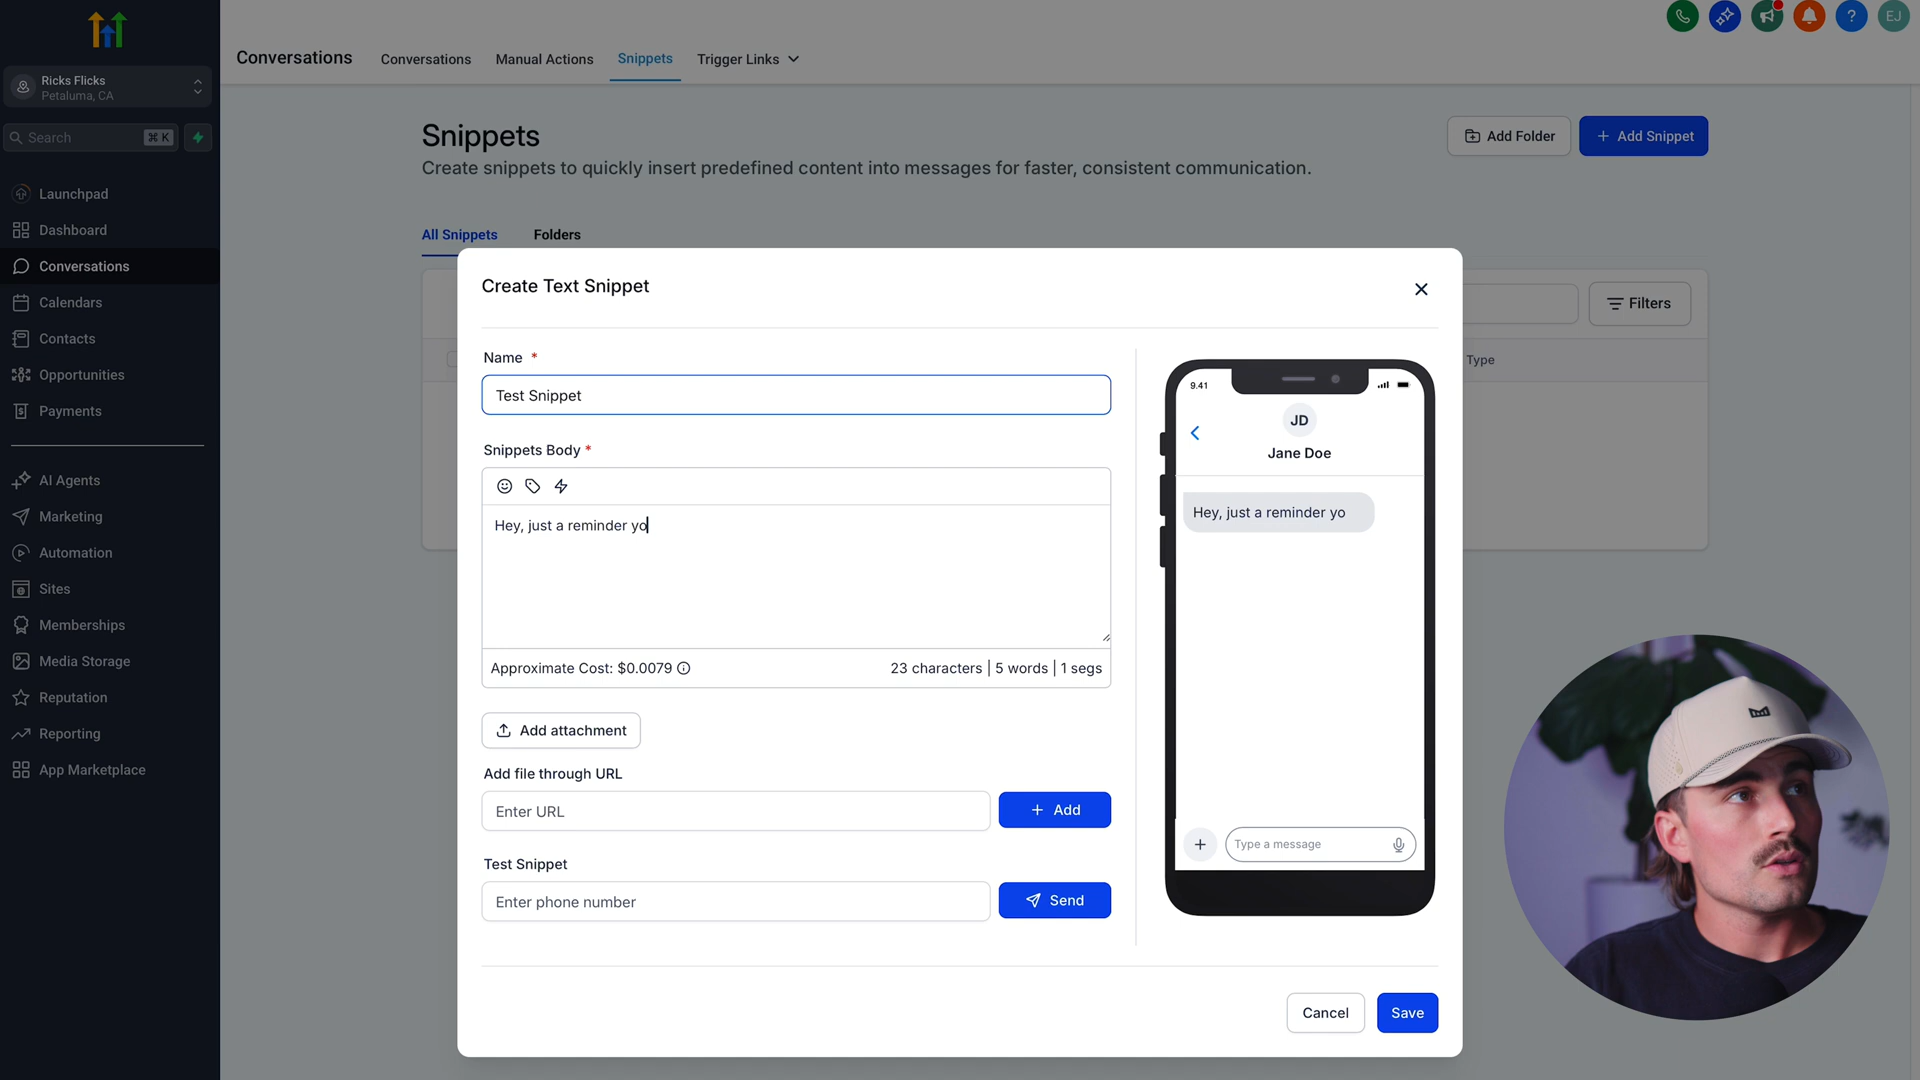 Ricks Flicks
Petaluma, CA
Search
⌘ K
Launchpad
Dashboard
Conversations
Calendars
Contacts
Opportunities
Payments
AI Agents
Marketing
Automation
Sites
Memberships
Media Storage
Reputation
Reporting
App Marketplace
Conversations
Conversations
Manual Actions
Snippets
Trigger Links
?
EJ
Snippets
Create snippets to quickly insert predefined content into messages for faster, consistent communication.
Add Folder
+ Add Snippet
All Snippets
Folders
Filters
Type
Create Text Snippet
Name *
Test Snippet
Snippets Body *
Hey, just a reminder yo
Approximate Cost: $0.0079
23 characters | 5 words | 1 segs
Add attachment
Add file through URL
Enter URL
+ Add
Test Snippet
Enter phone number
Send
9.41
JD
Jane Doe
Hey, just a reminder yo
+
Type a message
Cancel
Save